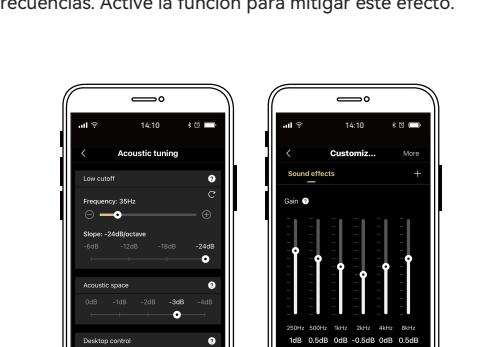 recuencias. Active la función para mitigar este efecto.
14:10
Acoustic tuning
Low cutoff
Frequency: 35Hz
Slope: -24dB/octave
-6dB -12dB -18dB -24dB
Acoustic space
0dB -1dB -2dB -3dB -4dB
Desktop control
14:10
Customiz... More
Sound effects
Gain
250Hz 500Hz 1kHz 2kHz 4kHz 8kHz
1dB 0.5dB 0dB -0.5dB 0dB 0.5dB